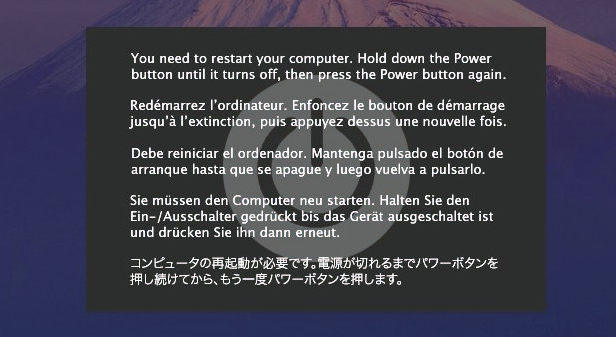 You need to restart your computer. Hold down the Power
button until it turns off, then press the Power button again.
Redémarrez l'ordinateur. Enfoncez le bouton de démarrage
jusqu'à l'extinction, puis appuyez dessus une nouvelle fois.
Debe reiniciar el ordenador. Mantenga pulsado el botón de
arranque hasta que se apague y luego vuelva a pulsarlo.
Sie müssen den Computer neu starten. Halten Sie den
Ein-/Ausschalter gedrückt bis das Gerät ausgeschaltet ist
und drücken Sie ihn dann erneut.
コンピュータの再起動が必要です。電源が切れるまでパワーボタンを
押し続けてから、もう一度パワーボタンを押します。